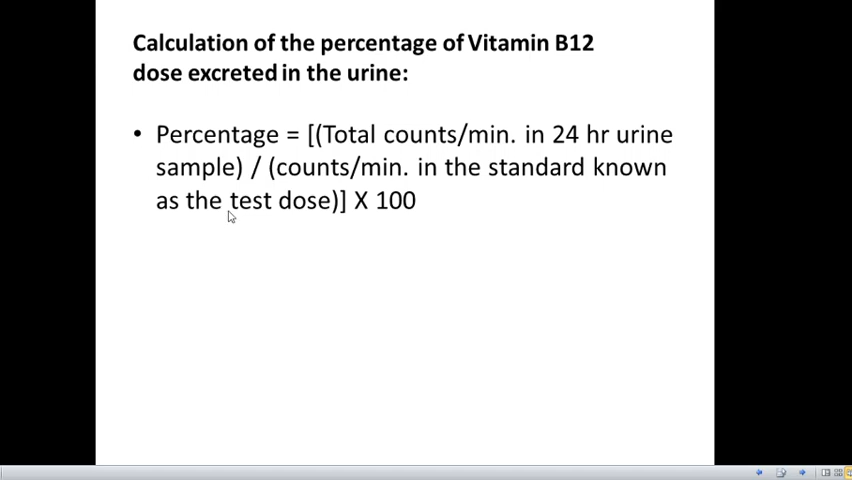 Calculation of the percentage of Vitamin B12
dose excreted in the urine:
• Percentage = [(Total counts/min. in 24 hr urine
sample) / (counts/min. in the standard known
as the test dose)] X 100